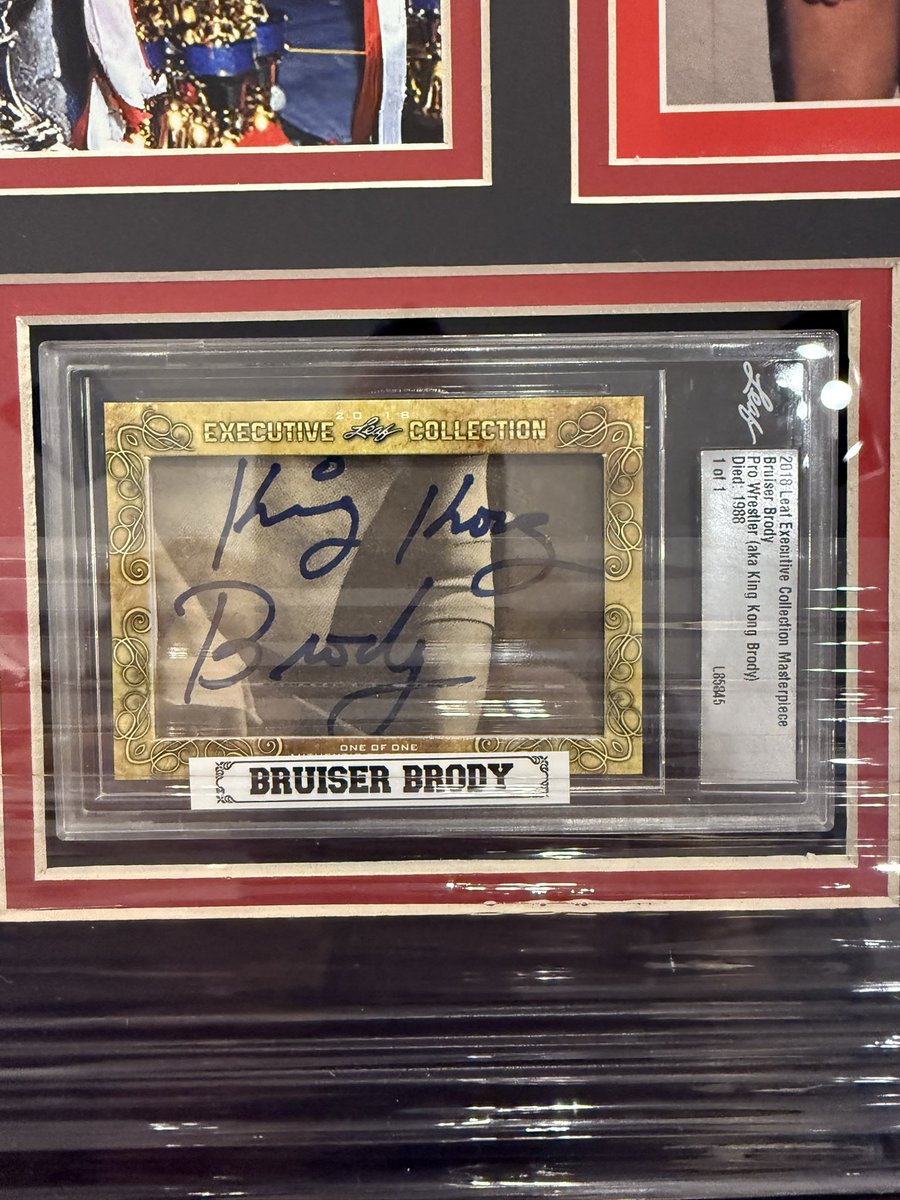 2018
EXECUTIVE Leaf COLLECTION
King Kong
Brody
ONE OF ONE
BRUISER BRODY
Leaf
2018 Leaf Executive Collection Masterpiece
Bruiser Brody
Pro Wrestler (aka King Kong Brody)
Died: 1988
1 of 1
L85845